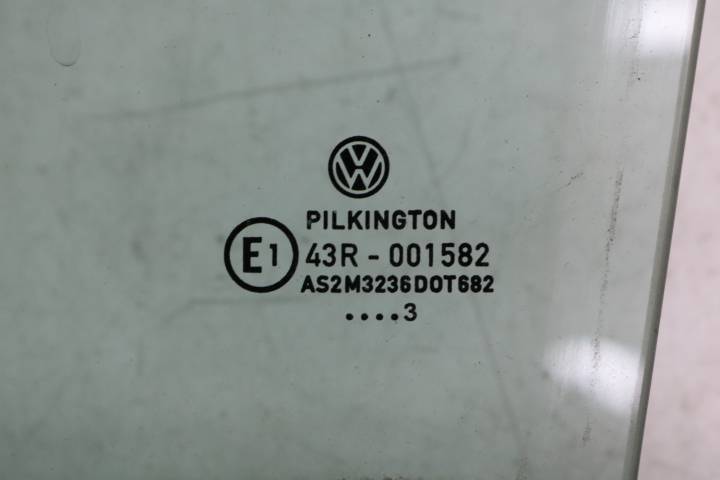 PILKINGTON
E1 43R - 001582
AS2M3236DOT682
....3